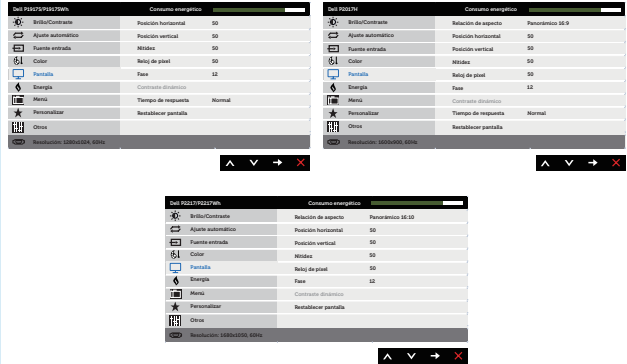 Dell P1917S/P1917SWh Consumo energético
Brillo/Contraste Posición horizontal 50
Ajuste automático Posición vertical 50
Fuente entrada Nitidez 50
Color Reloj de píxel 50
Pantalla Fase 12
Energía Contraste dinámico
Menú Tiempo de respuesta Normal
Personalizar Restablecer pantalla
Otros
Resolución: 1280x1024, 60Hz
Dell P2017H Consumo energético
Brillo/Contraste Relación de aspecto Panorámico 16:9
Ajuste automático Posición horizontal 50
Fuente entrada Posición vertical 50
Color Nitidez 50
Pantalla Reloj de píxel 50
Energía Fase 12
Menú Contraste dinámico
Personalizar Tiempo de respuesta Normal
Otros Restablecer pantalla
Resolución: 1600x900, 60Hz
Dell P2217/P2217Wh Consumo energético
Brillo/Contraste Relación de aspecto Panorámico 16:10
Ajuste automático Posición horizontal 50
Fuente entrada Posición vertical 50
Color Nitidez 50
Pantalla Reloj de píxel 50
Energía Fase 12
Menú Contraste dinámico
Personalizar Restablecer pantalla
Otros
Resolución: 1680x1050, 60Hz